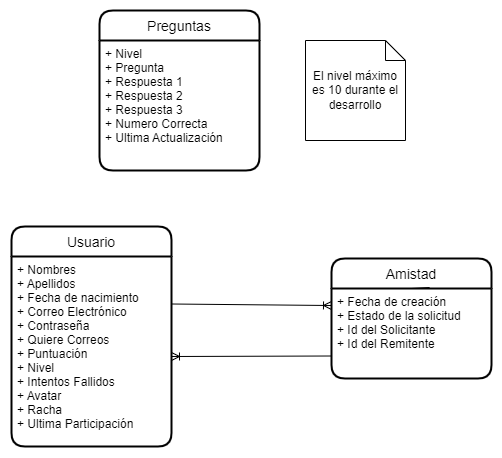 Preguntas
+ Nivel
+ Pregunta
+ Respuesta 1
+ Respuesta 2
+ Respuesta 3
+ Numero Correcta
+ Ultima Actualización
El nivel máximo
es 10 durante el
desarrollo
Usuario
+ Nombres
+ Apellidos
+ Fecha de nacimiento
+ Correo Electrónico
+ Contraseña
+ Quiere Correos
+ Puntuación
+ Nivel
+ Intentos Fallidos
+ Avatar
+ Racha
+ Ultima Participación
Amistad
+ Fecha de creación
+ Estado de la solicitud
+ Id del Solicitante
+ Id del Remitente